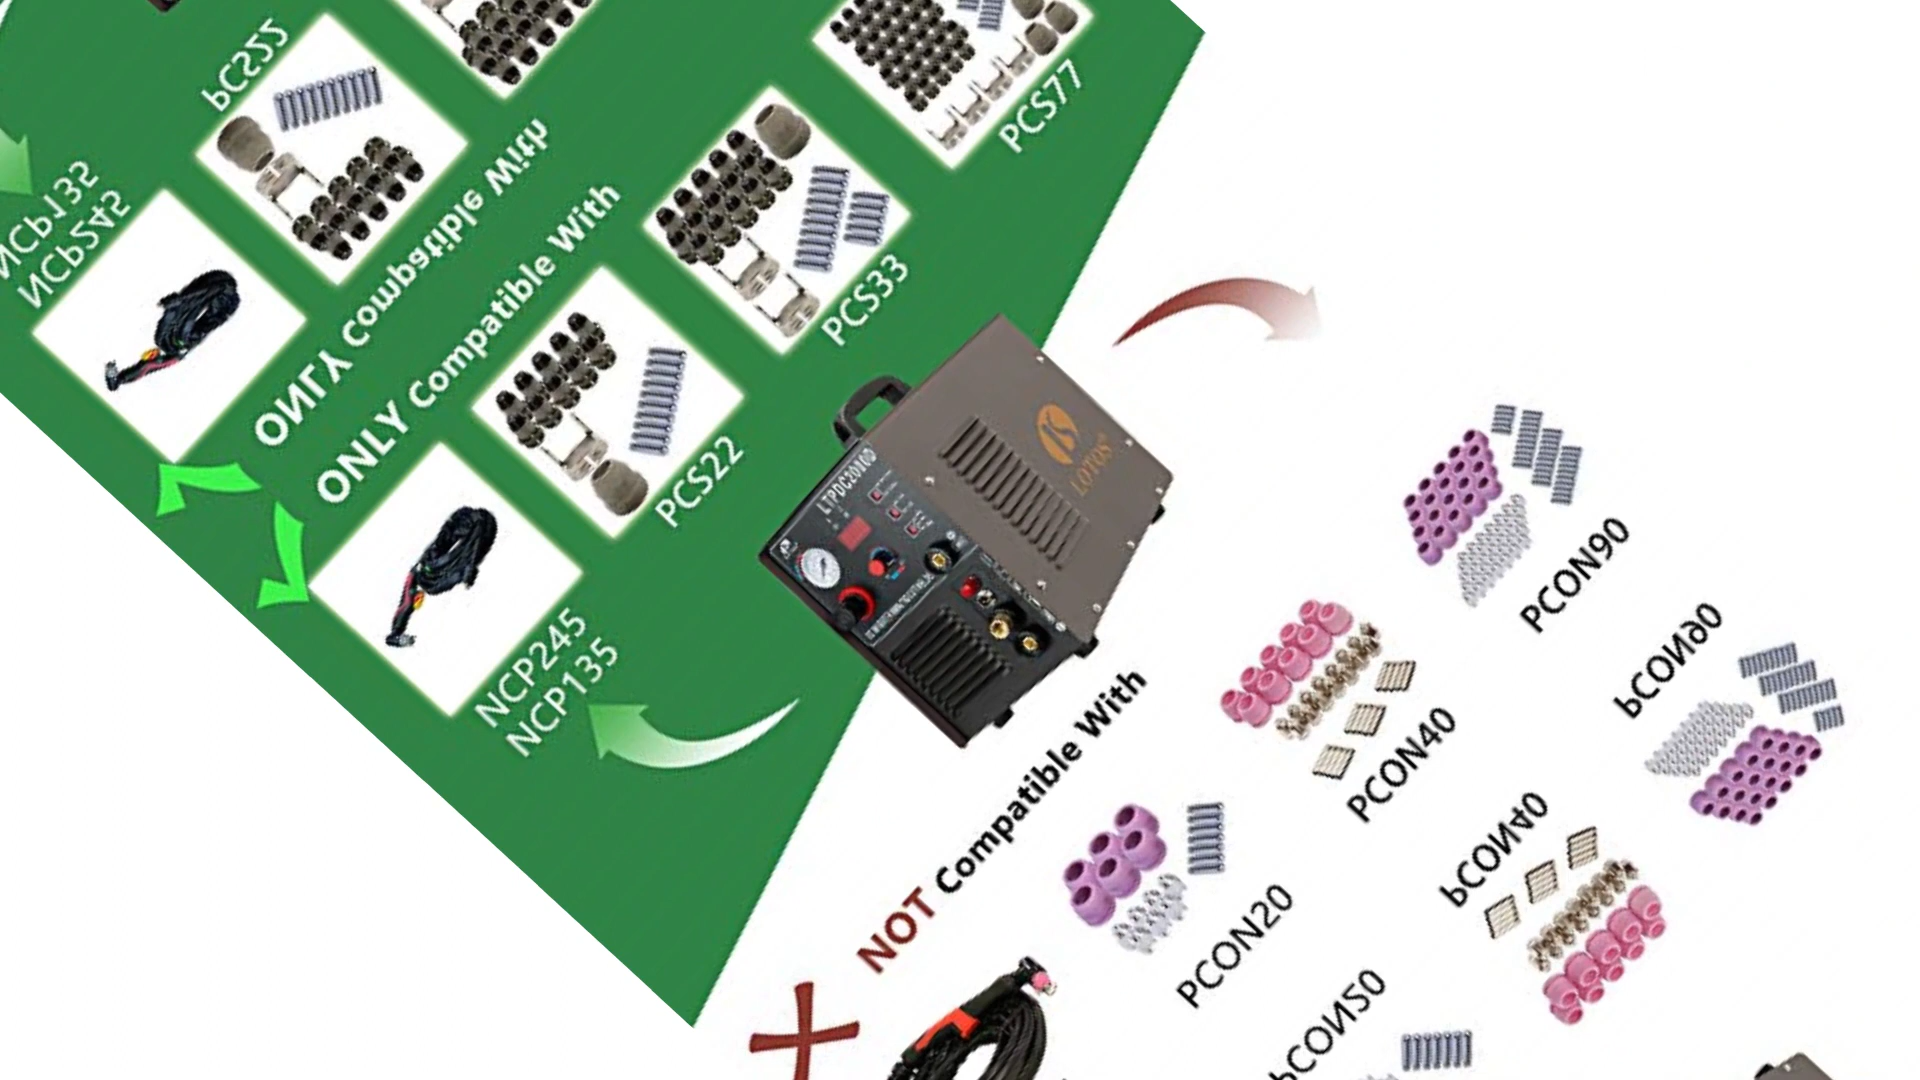 PCS22
NCP135
NCP245
ONLY Compatible With
ONLY Compatible With
PCS77
PCS33
PCS22
NCP245
NCP135
LTPDC2000D
LOTOS
NOT Compatible With
PCON90
PCON40
PCON20
PCON90
PCON40
PCON20